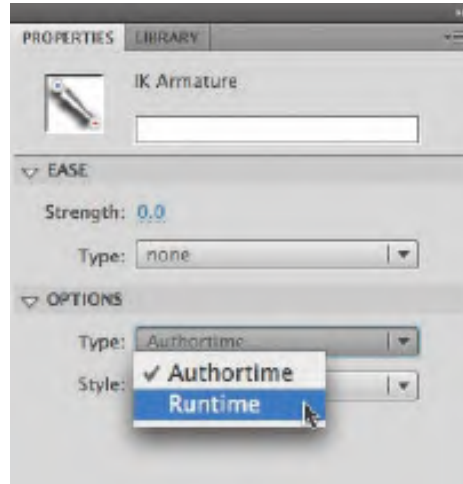 PROPERTIES LIBRARY
IK Armature
EASE
Strength: 0.0
Type: none
OPTIONS
Type: Authortime
Style:
✓ Authortime
Runtime